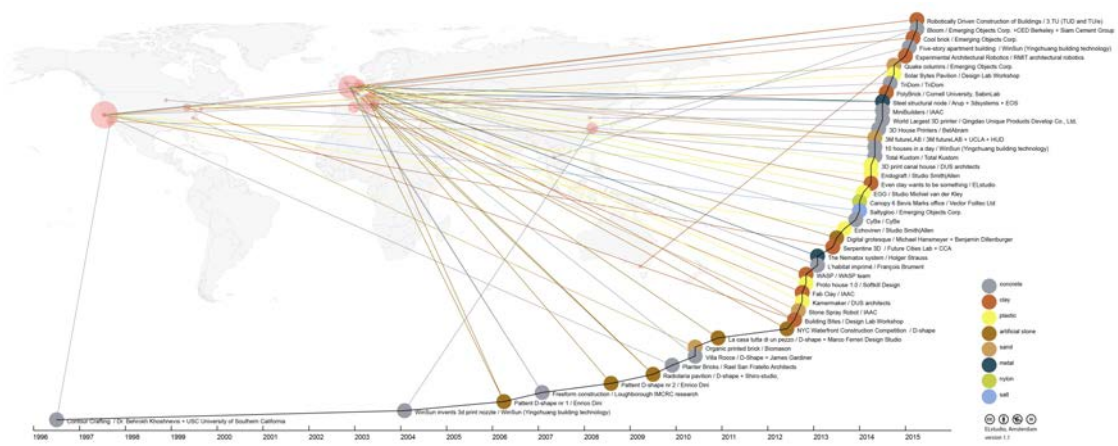 Robotically Driven Construction of Buildings / 3.TU (TUD and TU/e)
Bloom / Emerging Objects Corp. +CED Berkeley + Siam Cement Group
Cool brick / Emerging Objects Corp.
Five-story apartment building / WinSun (Yingchuang building technology)
Experimental Architectural Robotics / RMIT architectural robotics
Quake columns / Emerging Objects Corp.
Solar Bytes Pavilion / Design Lab Workshop
TriDom / TriDom
PolyBrick / Cornell University, SabinLab
Steel structural node / Arup + 3dsystems + EOS
MiniBuilders / IAAC
World Largest 3D printer / Qingdao Unique Products Develop Co., Ltd.
3D House Printers / BetAbram
3M futureLAB / 3M futureLAB + UCLA + HUD
10 houses in a day / WinSun (Yingchuang building technology)
Total Kustom / Total Kustom
3D print canal house / DUS architects
Endograft / Studio Smith|Allen
Even clay wants to be something / ELstudio
EGG / Studio Michiel van der Kley
Canopy 6 Bevis Marks office / Vector Foiltec Ltd
Saltygloo / Emerging Objects Corp.
CyBe / CyBe
Echoviren / Studio Smith|Allen
Digital grotesque / Michael Hansmeyer + Benjamin Dillenburger
Serpentine 3D / Future Cities Lab + CCA
The Nematox system / Holger Strauss
L'habitat imprimé / François Brument
WASP / WASP team
Proto house 1.0 / Softkill Design
Fab Clay / IAAC
Kamermaker / DUS architects
Stone Spray Robot / IAAC
Building Sites / Design Lab Workshop
NYC Waterfront Construction Competition / D-shape
La casa tutta di un pezzo / D-shape + Marco Ferreri Design Studio
Organic printed brick / Biomason
Villa Rocce / D-Shape + James Gardiner
Planter Bricks / Rael San Fratello Architects
Radiolaria pavilion / D-shape + Shiro-studio,
Pattent D-shape nr 2 / Enrico Dini
Freeform construction / Loughborough IMCRC research
Pattent D-shape nr 1 / Enrico Dini
WinSun invents 3d print nozzle / WinSun (Yingzhuang building technology)
Contour Crafting / Dr. Behrokh Khoshnevis + USC University of Southern California
concrete
clay
plastic
artificial stone
sand
metal
nylon
salt
ELstudio, Amsterdam
version 1.1
1996 1997 1998 1999 2000 2001 2002 2003 2004 2005 2006 2007 2008 2009 2010 2011 2012 2013 2014 2015